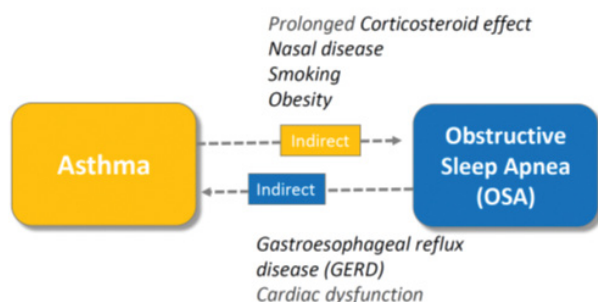 Prolonged Corticosteroid effect
Nasal disease
Smoking
Obesity
Asthma
Indirect
Indirect
Obstructive
Sleep Apnea
(OSA)
Gastroesophageal reflux
disease (GERD)
Cardiac dysfunction